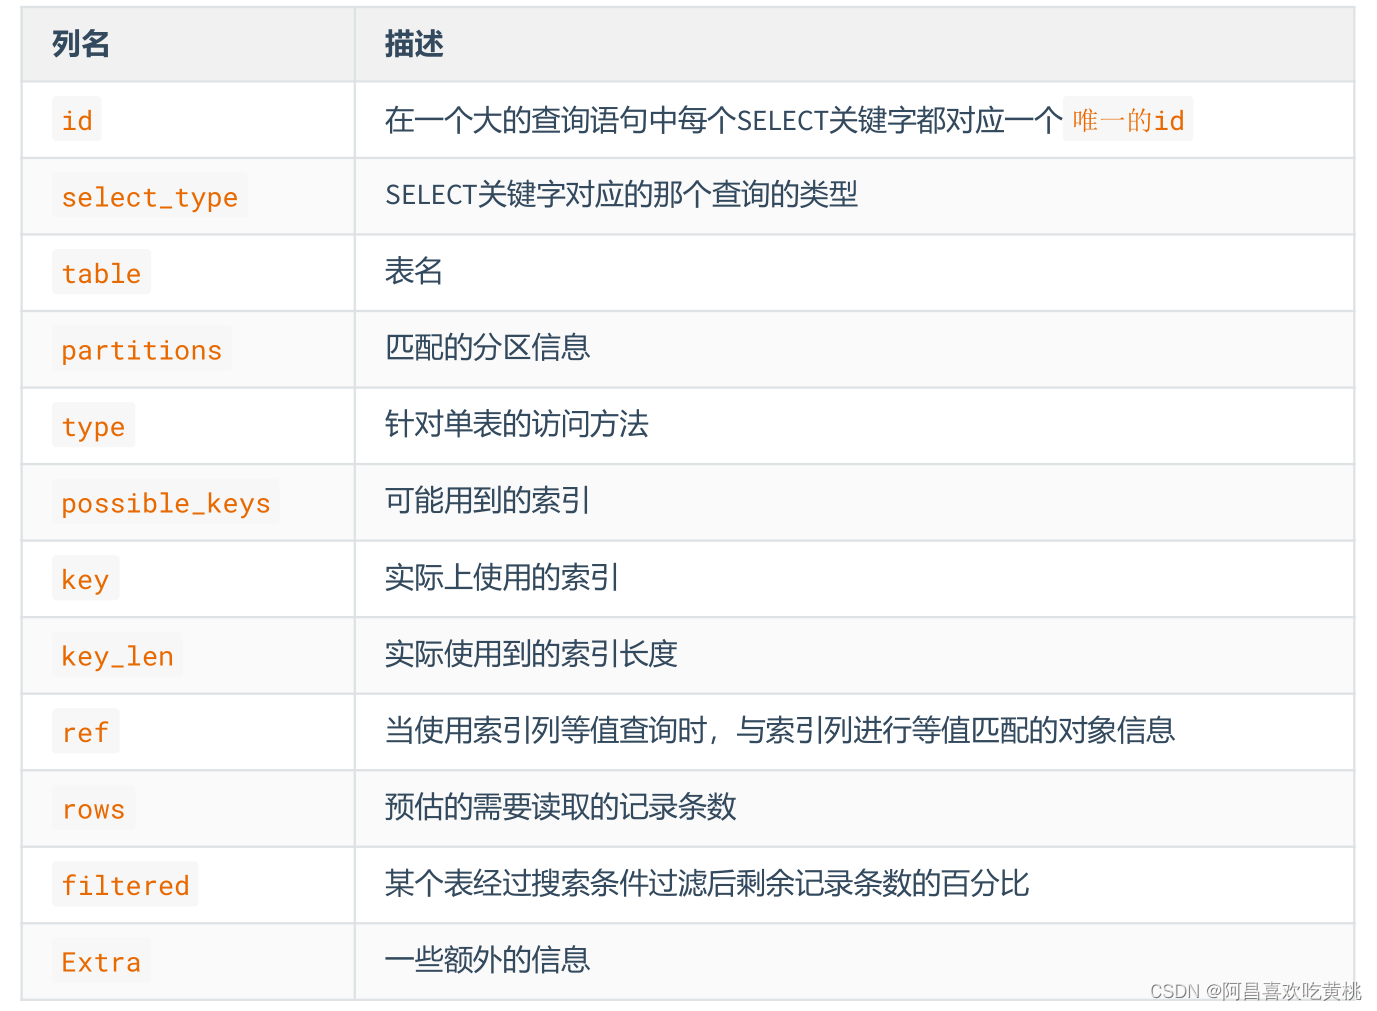 列名 描述
id 在一个大的查询语句中每个SELECT关键字都对应一个 唯一的id
select_type SELECT关键字对应的那个查询的类型
table 表名
partitions 匹配的分区信息
type 针对单表的访问方法
possible_keys 可能用到的索引
key 实际上使用的索引
key_len 实际使用到的索引长度
ref 当使用索引列等值查询时，与索引列进行等值匹配的对象信息
rows 预估的需要读取的记录条数
filtered 某个表经过搜索条件过滤后剩余记录条数的百分比
Extra 一些额外的信息
CSDN @阿昌喜欢吃黄桃